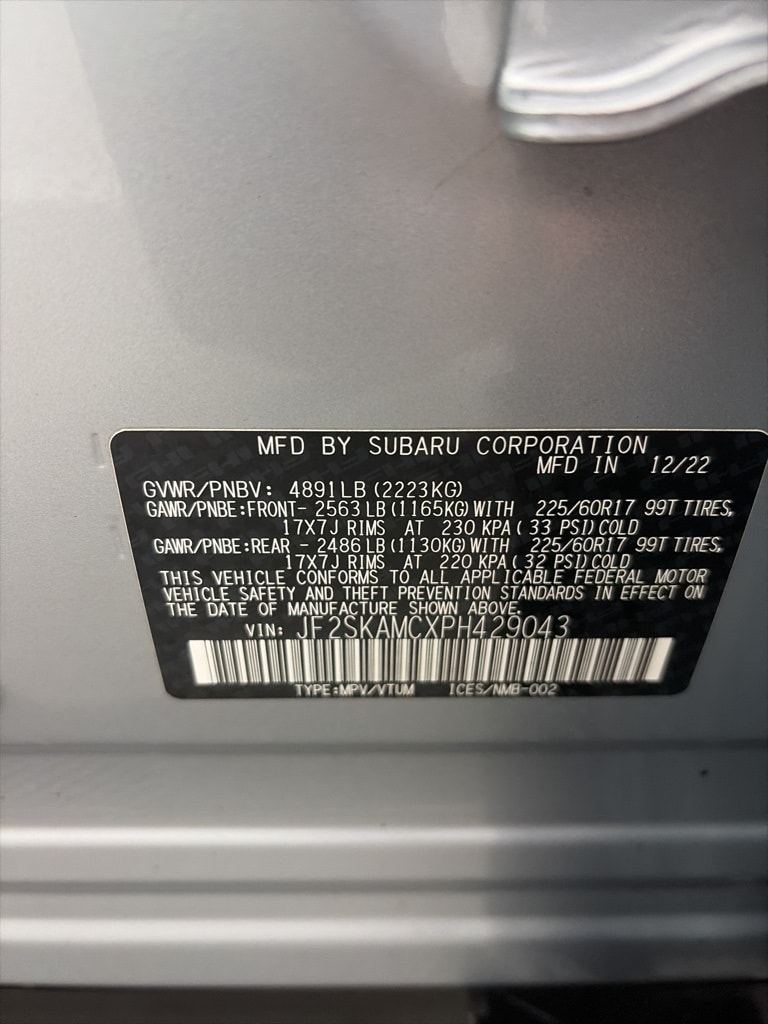 MFD BY SUBARU CORPORATION
MFD IN 12/22
GVWR/PNBV: 4891LB (2223KG)
GAWR/PNBE:FRONT- 2563 LB (1165KG) WITH 225/60R17 99T TIRES,
17X7J RIMS AT 230 KPA ( 33 PSI) COLD
GAWR/PNBE:REAR - 2486 LB (1130KG) WITH 225/60R17 99T TIRES,
17X7J RIMS AT 220 KPA ( 32 PSI) COLD
THIS VEHICLE CONFORMS TO ALL APPLICABLE FEDERAL MOTOR
VEHICLE SAFETY AND THEFT PREVENTION STANDARDS IN EFFECT ON
THE DATE OF MANUFACTURE SHOWN ABOVE.
VIN: JF2SKAMCXPH429043
TYPE:MPV/VTUM ICES/NMB-002